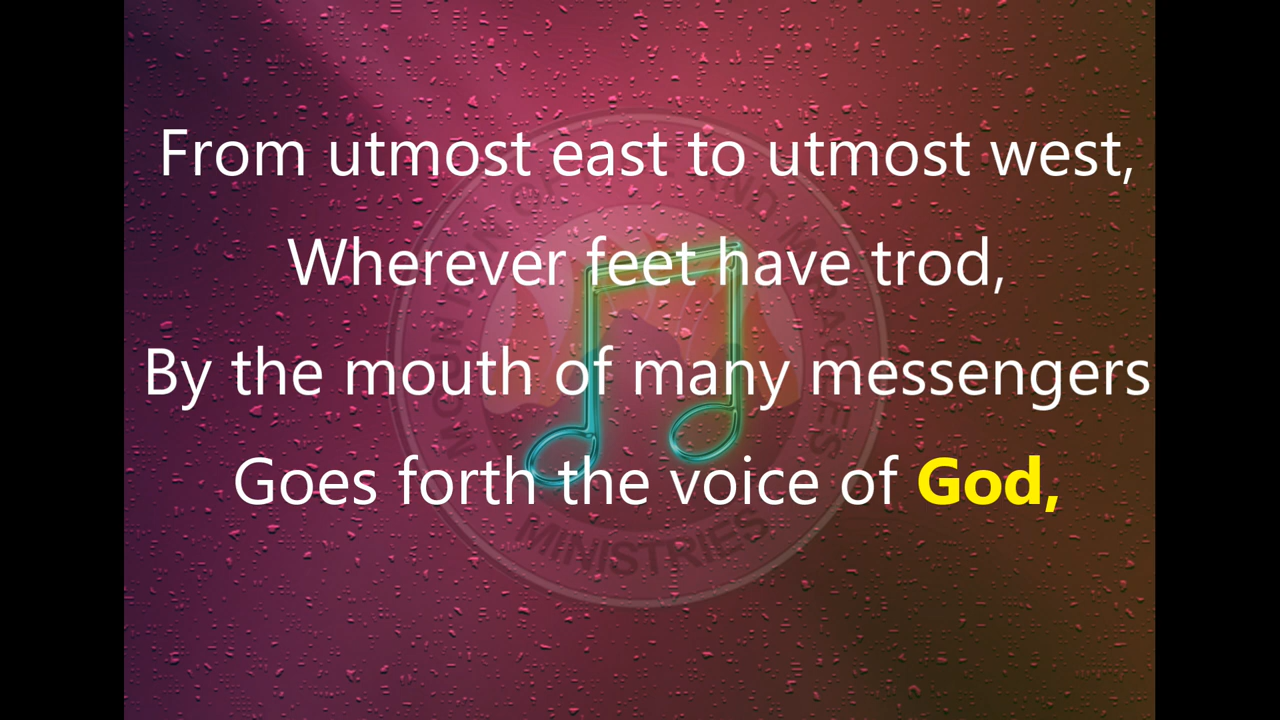 From utmost east to utmost west,
Wherever feet have trod,
By the mouth of many messengers
Goes forth the voice of God,
MINISTRIES